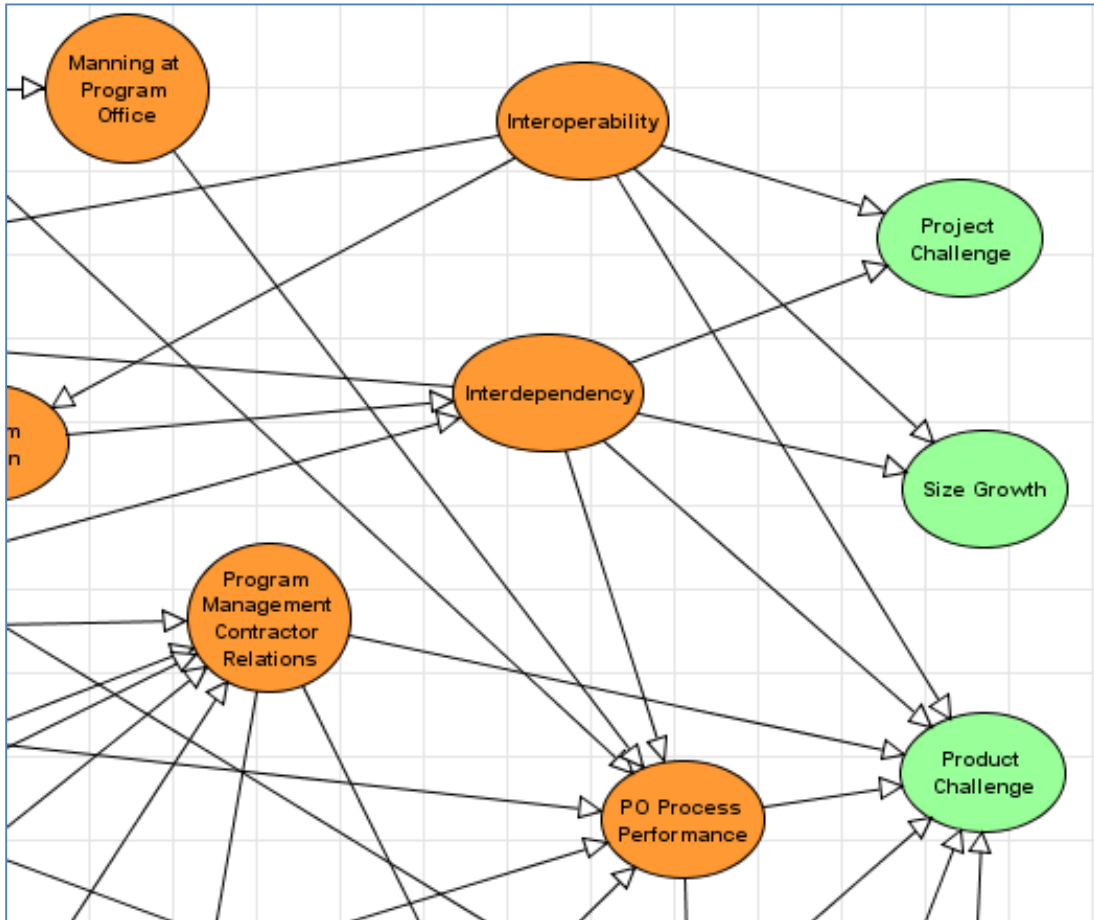 Manning at
Program
Office
Interoperability
Project
Challenge
Interdependency
m
n
Size Growth
Program
Management
Contractor
Relations
Product
Challenge
PO Process
Performance